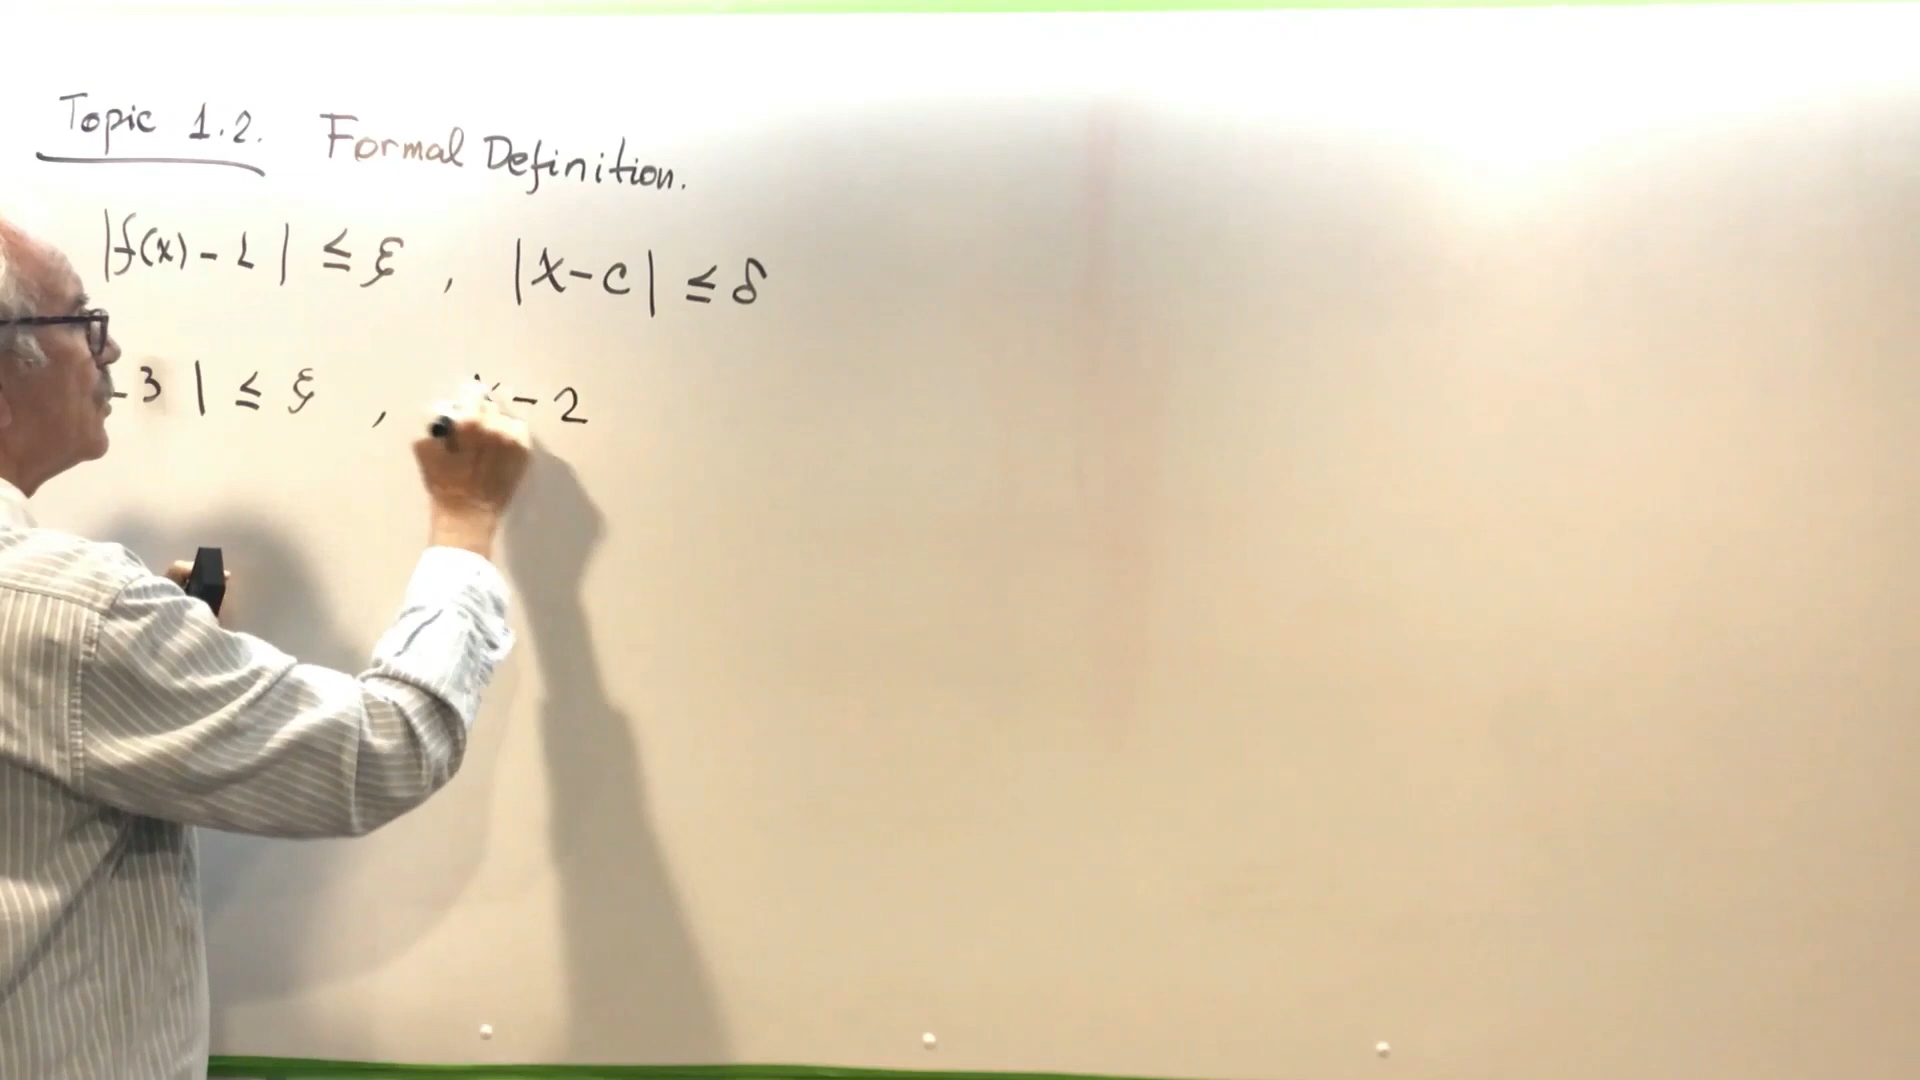 Topic 1.2. Formal Definition.
|f(x) - L| ≤ ξ , |x - c| ≤ δ
- 3 | ≤ ξ , x - 2